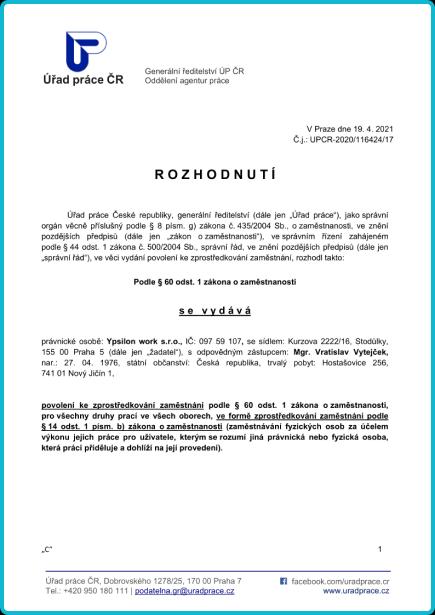 ÚP
Úřad práce ČR
Generální ředitelství ÚP ČR
Oddělení agentur práce
V Praze dne 19. 4. 2021
Č.j.: UPCR-2020/116424/17
ROZHODNUTÍ
Úřad práce České republiky, generální ředitelství (dále jen „Úřad práce"), jako správní
orgán věcně příslušný podle § 8 písm. g) zákona č. 435/2004 Sb., o zaměstnanosti, ve znění
pozdějších předpisů (dále jen „zákon o zaměstnanosti"), ve správním řízení zahájeném
podle § 44 odst. 1 zákona č. 500/2004 Sb., správní řád, ve znění pozdějších předpisů (dále jen
„správní řád"), ve věci vydání povolení ke zprostředkování zaměstnání, rozhodl takto:
Podle § 60 odst. 1 zákona o zaměstnanosti
se vydává
právnické osobě: Ypsilon work s.r.o., IČ: 097 59 107, se sídlem: Kurzova 2222/16, Stodůlky,
155 00 Praha 5 (dále jen „žadatel"), s odpovědným zástupcem: Mgr. Vratislav Vytejček,
nar.: 27. 04. 1976, státní občanství: Česká republika, trvalý pobyt: Hostašovice 256,
741 01 Nový Jičín 1,
povolení ke zprostředkování zaměstnání podle § 60 odst. 1 zákona o zaměstnanosti,
pro všechny druhy prací ve všech oborech, ve formě zprostředkování zaměstnání podle
§ 14 odst. 1 písm. b) zákona o zaměstnanosti (zaměstnávání fyzických osob za účelem
výkonu jejich práce pro uživatele, kterým se rozumí jiná právnická nebo fyzická osoba,
která práci přiděluje a dohlíží na její provedení).
„C"
1
Úřad práce ČR, Dobrovského 1278/25, 170 00 Praha 7
Tel.: +420 950 180 111 | podatelna.gr@uradprace.cz
facebook.com/uradprace.cr
www.uradprace.cz